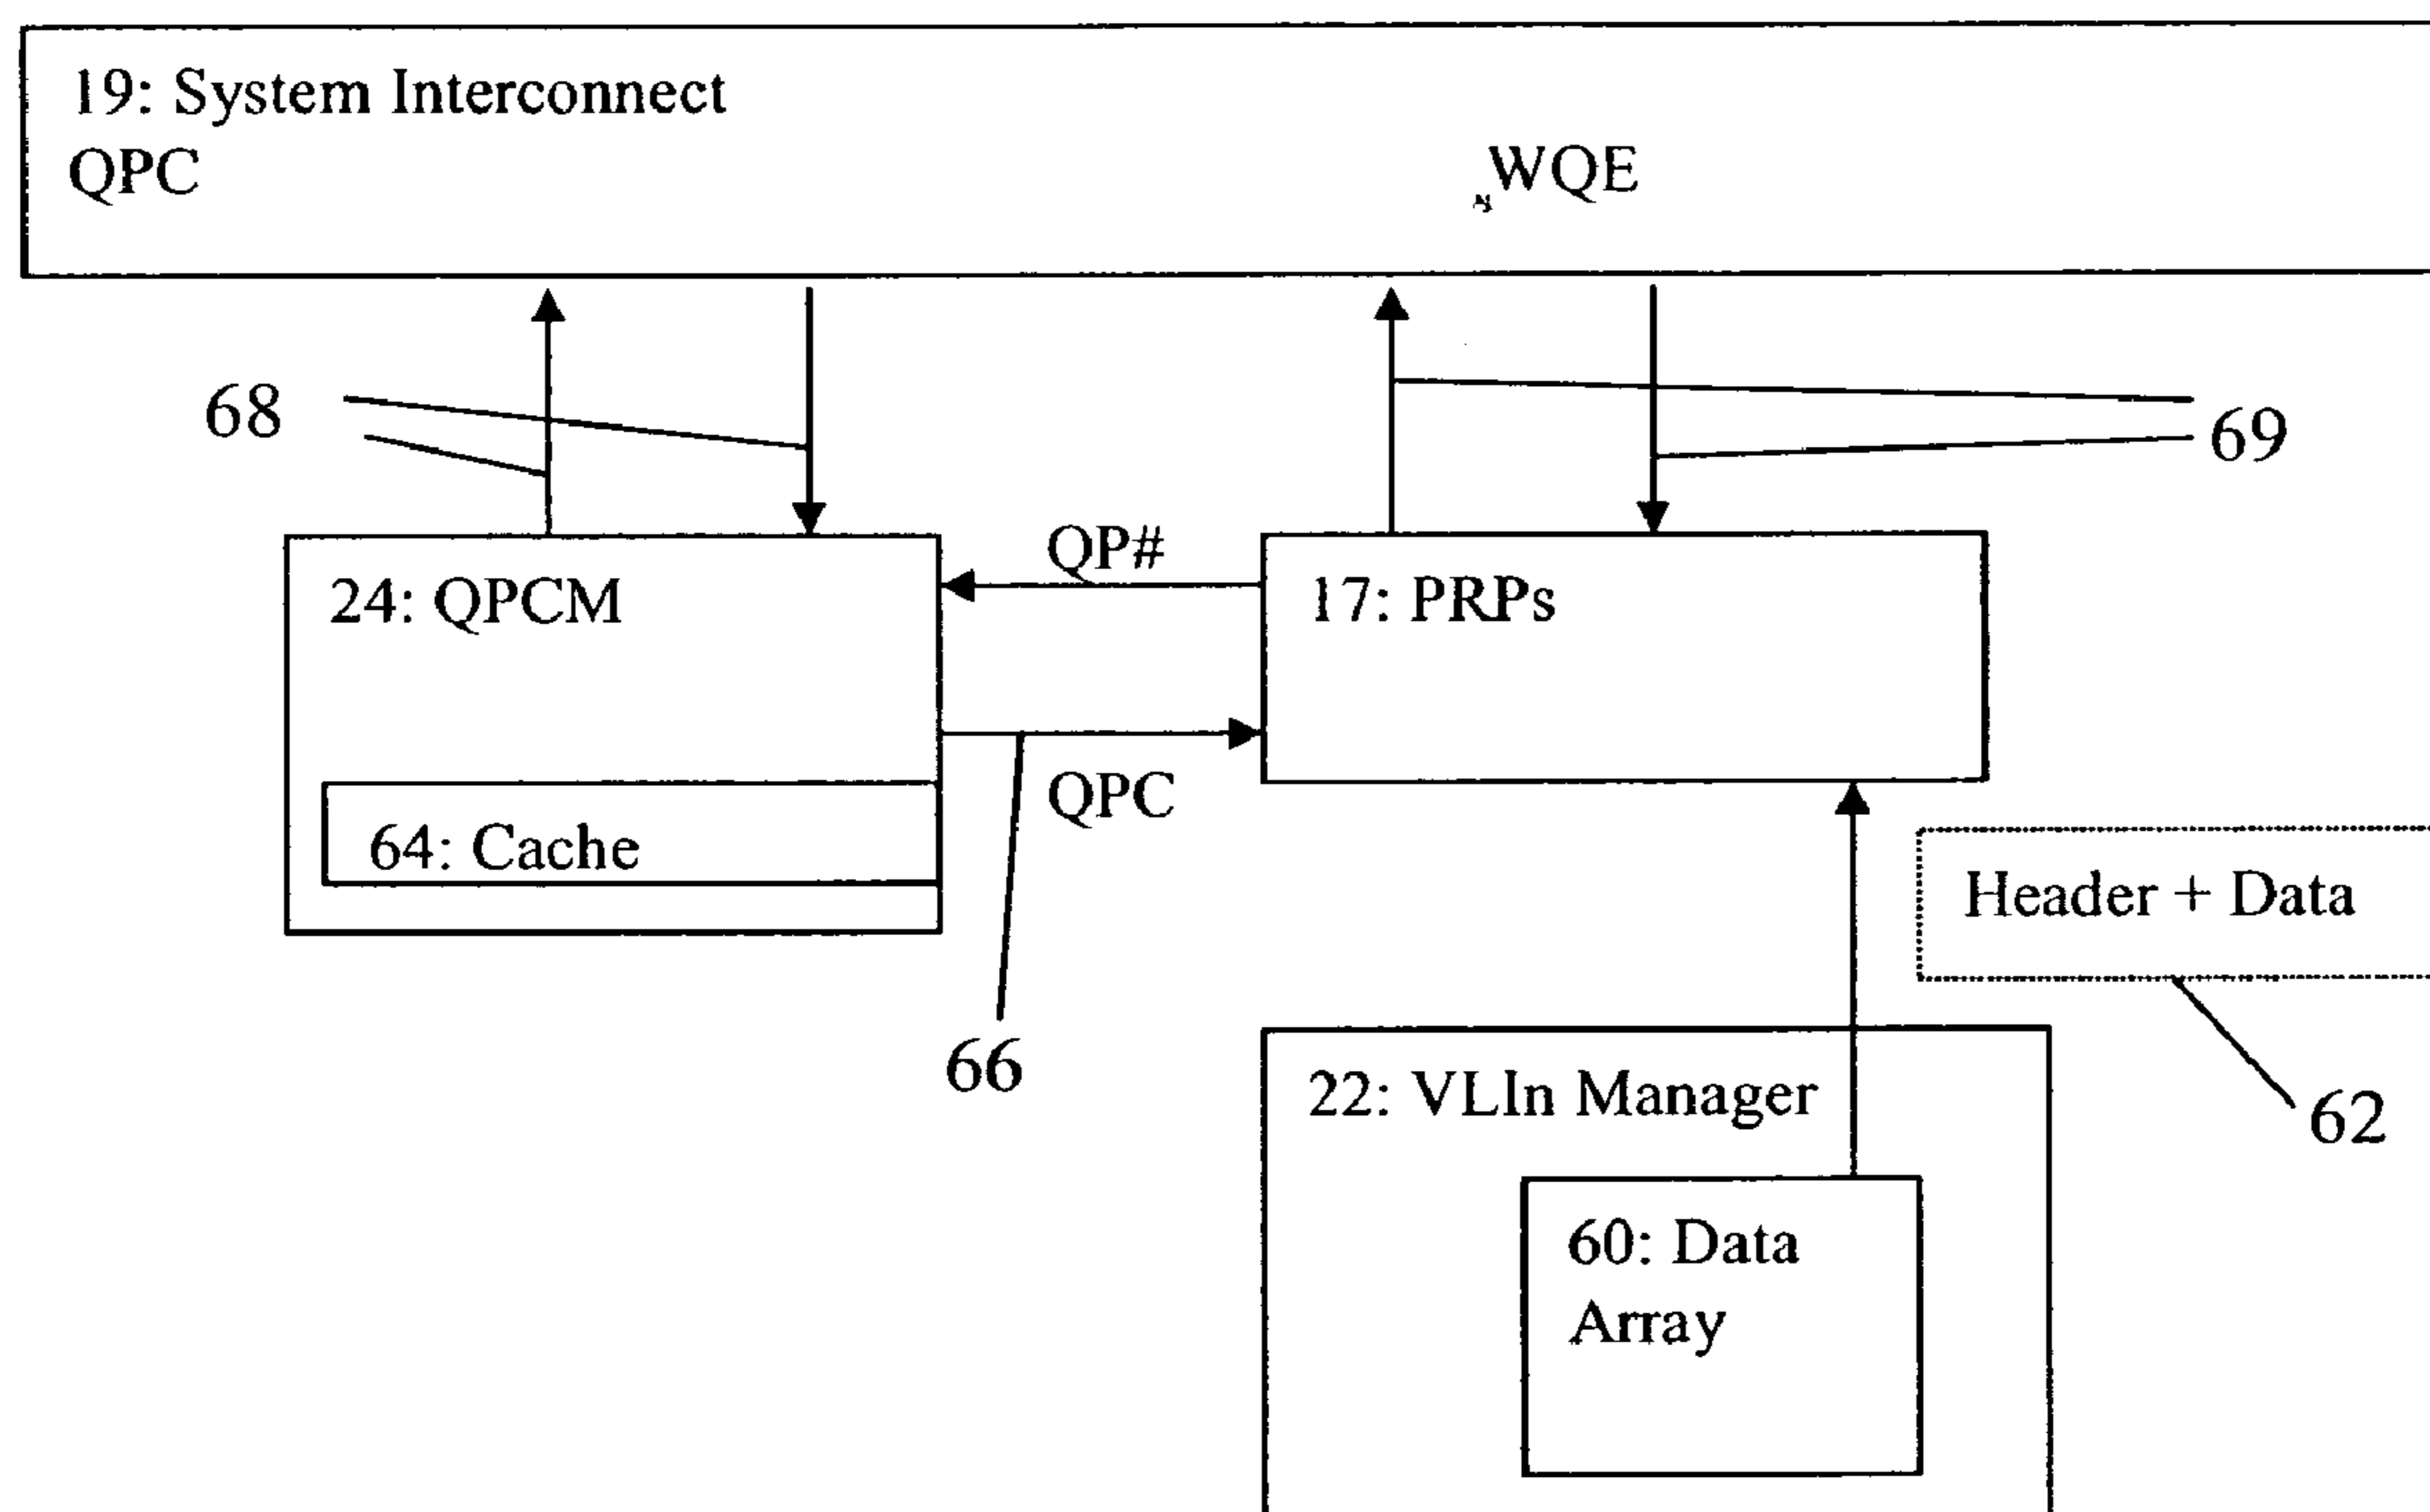 19: System Interconnect
QPC
WQE
68
69
QP#
24: QPCM
17: PRPs
QPC
64: Cache
Header + Data
66
22: VLIn Manager
62
60: Data
Array